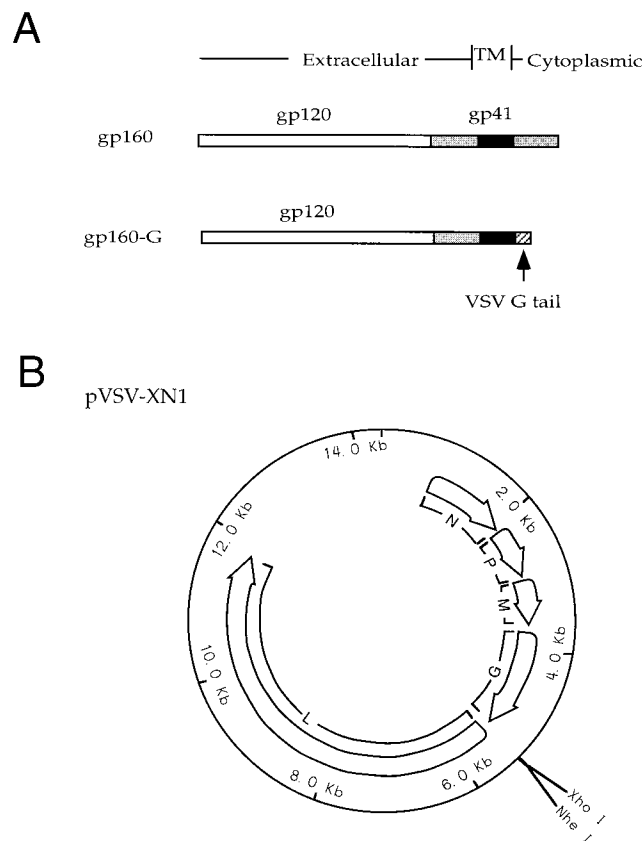 A
Extracellular TM Cytoplasmic
gp120 gp41
gp160
gp120
gp160-G
VSV G tail
B
pVSV-XN1
14.0 Kb
2.0 Kb
12.0 Kb
N
P
M
4.0 Kb
10.0 Kb
G
L
6.0 Kb
8.0 Kb
Xho I
Nhe I